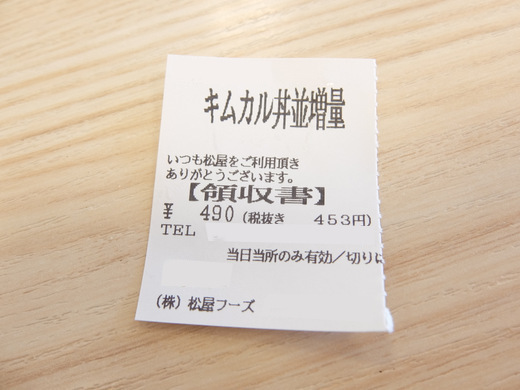 キムカル丼並増量
いつも松屋をご利用頂き
ありがとうございます。
【領収書】
¥ 490(税抜き 453円)
TEL
当日当所のみ有効/切り
(株)松屋フーズ